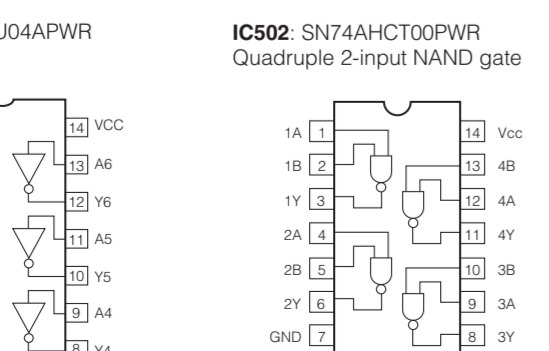 U04APWR
14 VCC
13 A6
12 Y6
11 A5
10 Y5
9 A4
8 Y4
IC502: SN74AHCT00PWR
Quadruple 2-input NAND gate
1A 1 14 Vcc
1B 2 13 4B
1Y 3 12 4A
2A 4 11 4Y
2B 5 10 3B
2Y 6 9 3A
GND 7 8 3Y